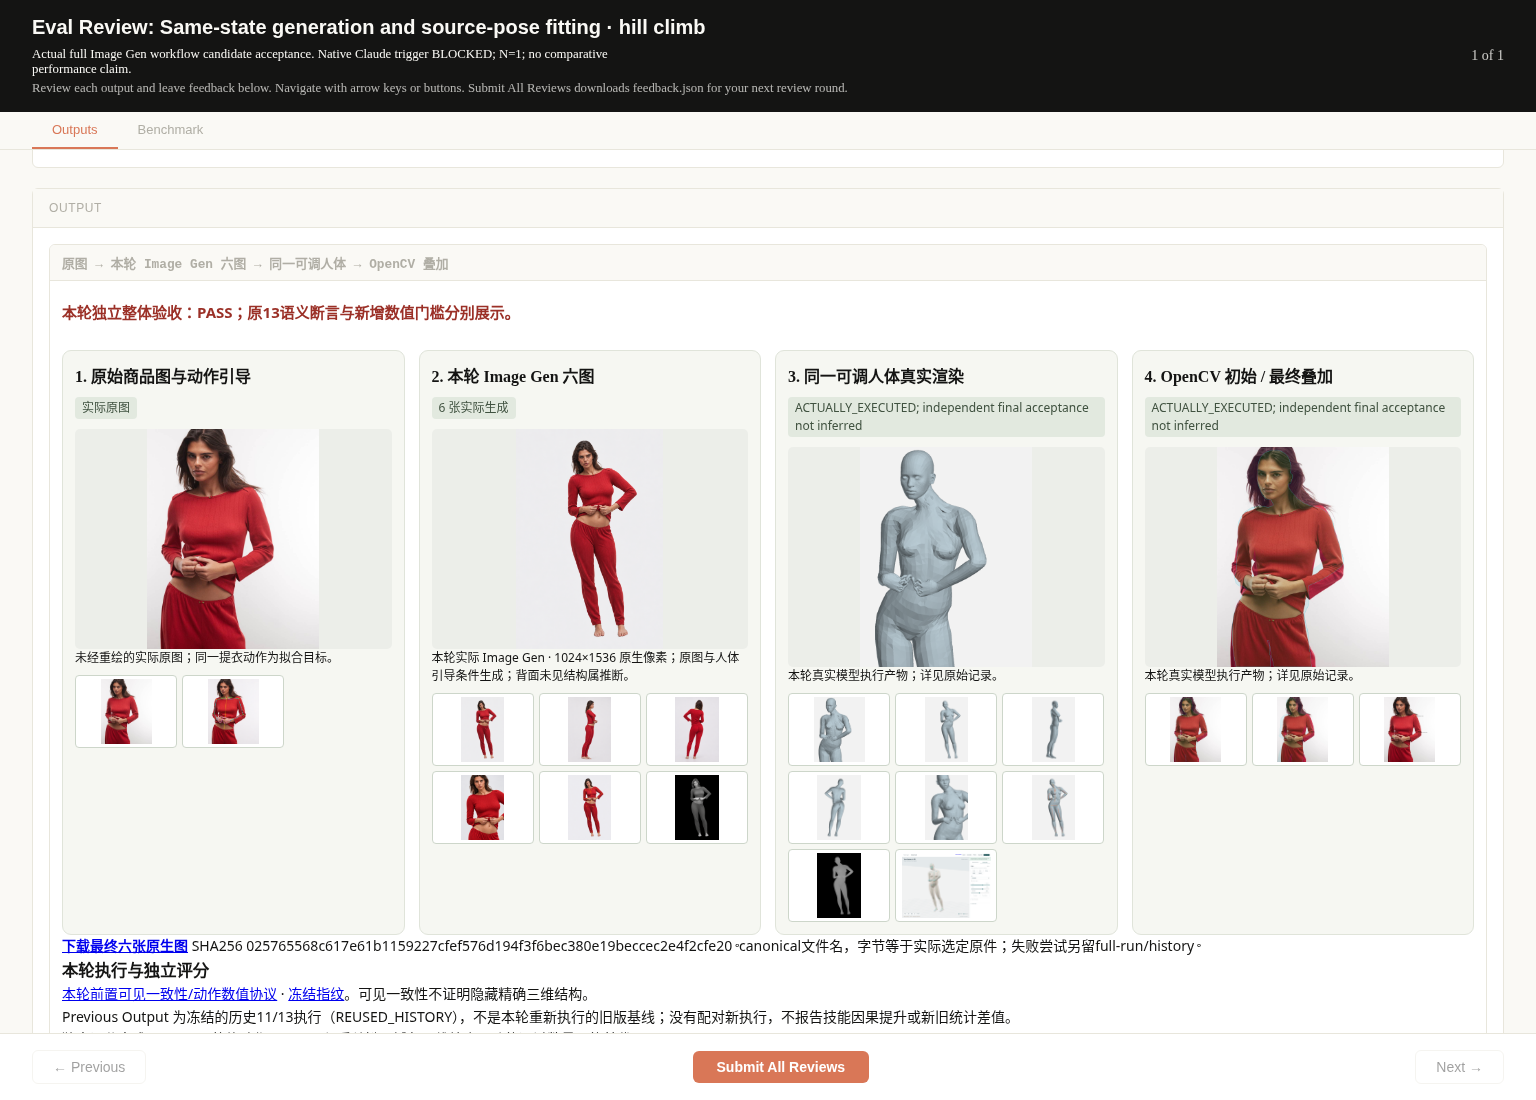 Eval Review: Same-state generation and source-pose fitting · hill climb
Actual full Image Gen workflow candidate acceptance. Native Claude trigger BLOCKED; N=1; no comparative
performance claim.
Review each output and leave feedback below. Navigate with arrow keys or buttons. Submit All Reviews downloads feedback.json for your next review round.
1 of 1
Outputs
Benchmark
OUTPUT
原图 → 本轮 Image Gen 六图 → 同一可调人体 → OpenCV 叠加
本轮独立整体验收：PASS；原13语义断言与新增数值门槛分别展示。
1. 原始商品图与动作引导
实际原图
未经重绘的实际原图；同一提衣动作为拟合目标。
2. 本轮 Image Gen 六图
6 张实际生成
本轮实际 Image Gen · 1024×1536 原生像素；原图与人体
引导条件生成；背面未见结构属推断。
3. 同一可调人体真实渲染
ACTUALLY_EXECUTED; independent final acceptance
not inferred
本轮真实模型执行产物；详见原始记录。
4. OpenCV 初始 / 最终叠加
ACTUALLY_EXECUTED; independent final acceptance
not inferred
本轮真实模型执行产物；详见原始记录。
下载最终六张原生图 SHA256 025765568c617e61b1159227cfef576d194f3f6bec380e19beccec2e4f2cfe20。canonical文件名，字节等于实际选定原件；失败尝试另留full-run/history。
本轮执行与独立评分
本轮前置可见一致性/动作数值协议 · 冻结指纹。可见一致性不证明隐藏精确三维结构。
Previous Output 为冻结的历史11/13执行（REUSED_HISTORY），不是本轮重新执行的旧版基线；没有配对新执行，不报告技能因果提升或新旧统计差值。
← Previous
Submit All Reviews
Next →